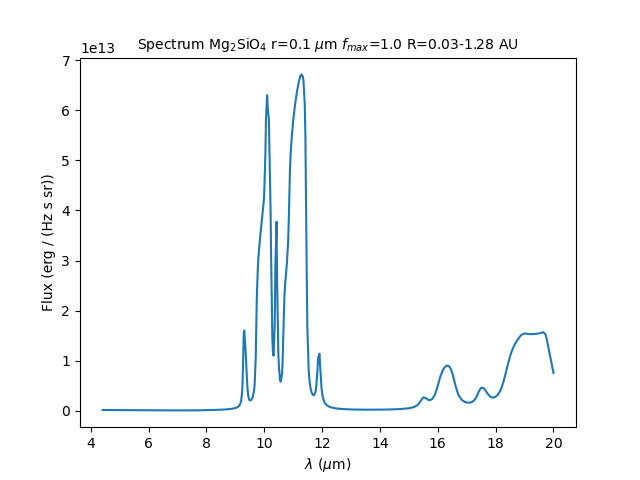 Spectrum Mg₂SiO₄ r=0.1 μm f_max=1.0 R=0.03-1.28 AU
1e13
7
6
5
4
3
2
1
0
Flux (erg / (Hz s sr))
4 6 8 10 12 14 16 18 20
λ (μm)